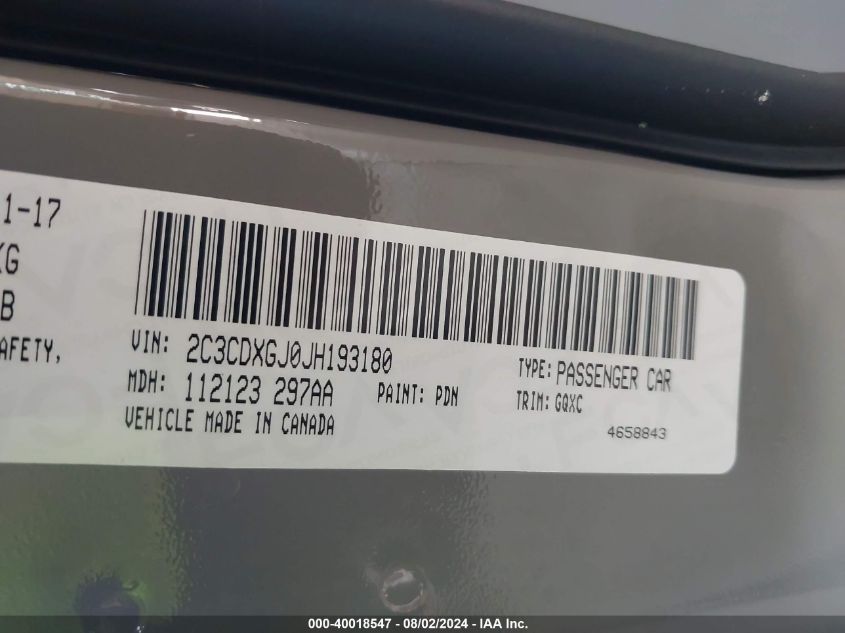 1-17
KG
B
AFETY,
VIN: 2C3CDXGJ0JH193180
TYPE: PASSENGER CAR
MDH: 112123 297AA
PAINT: PDN
TRIM: GQXC
VEHICLE MADE IN CANADA
4658843
000-40018547 — 08/02/2024 — IAA Inc.